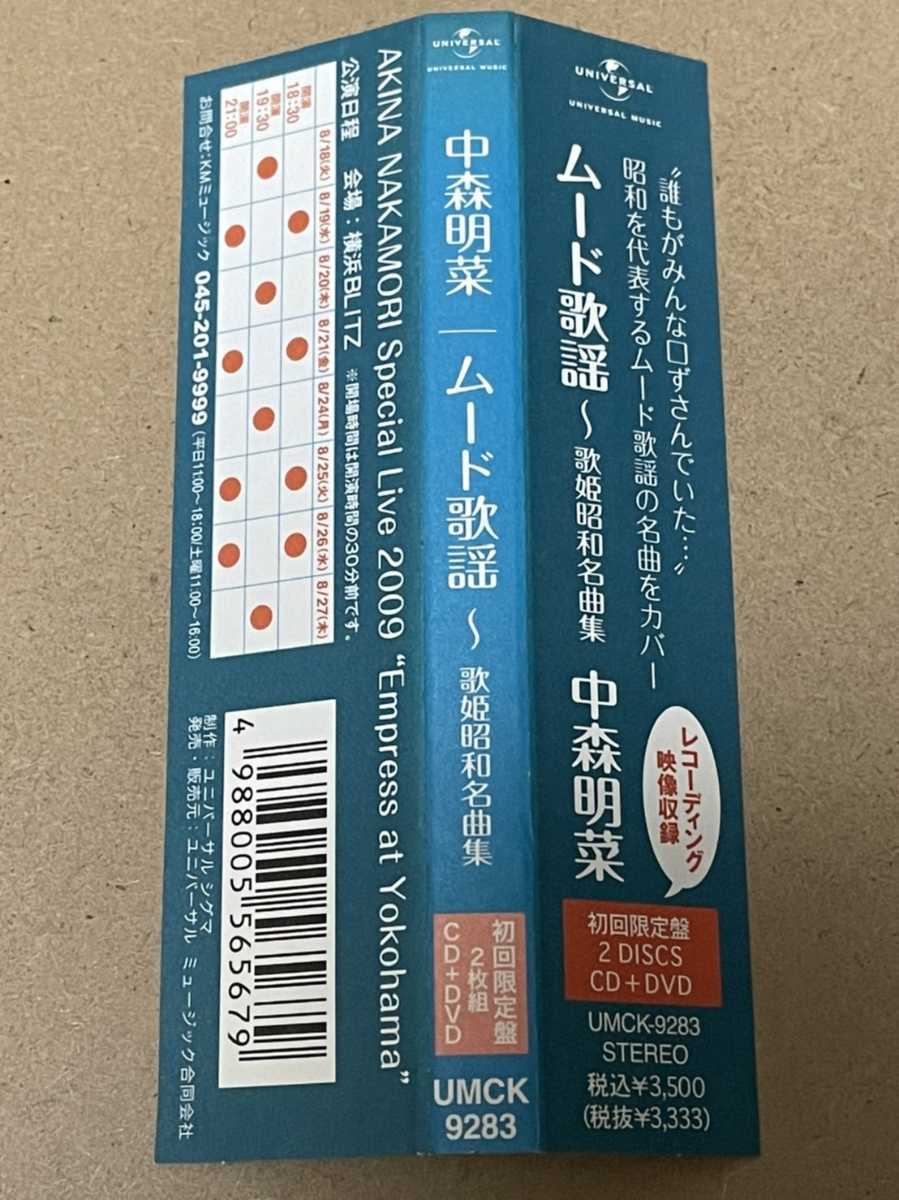 UNIVERSAL
UNIVERSAL MUSIC
“誰もがみんな口ずさんでいた…”
昭和を代表するムード歌謡の名曲をカバー
ムード歌謡 ～歌姫昭和名曲集 中森明菜
レコーディング
映像収録
初回限定盤
2 DISCS
CD+DVD
UMCK-9283
STEREO
税込¥3,500
(税抜¥3,333)
UNIVERSAL
UNIVERSAL MUSIC
中森明菜｜ムード歌謡 ～ 歌姫昭和名曲集
初回限定盤
2枚組
CD+DVD
UMCK
9283
AKINA NAKAMORI Special Live 2009 “Empress at Yokohama”
公演日程 会場：横浜BLITZ ※開場時間は開演時間の30分前です。
8/18(火) 8/19(水) 8/20(木) 8/21(金) 8/24(月) 8/25(火) 8/26(水) 8/27(木)
開演 18:30
開演 19:30
開演 21:00
お問合せ:KMミュージック 045-201-9999 (平日11:00～18:00/土曜11:00～16:00)
4 988005 565679
制作：ユニバーサル シグマ
発売・販売元：ユニバーサル ミュージック合同会社